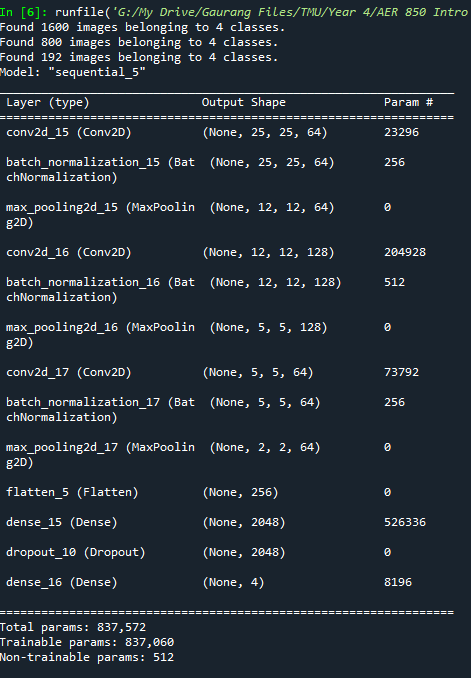 In [6]: runfile('G:/My Drive/Gaurang Files/TMU/Year 4/AER 850 Intro
Found 1600 images belonging to 4 classes.
Found 800 images belonging to 4 classes.
Found 192 images belonging to 4 classes.
Model: "sequential_5"
_________________________________________________________________
Layer (type) Output Shape Param #
=================================================================
conv2d_15 (Conv2D) (None, 25, 25, 64) 23296
batch_normalization_15 (Bat (None, 25, 25, 64) 256
chNormalization)
max_pooling2d_15 (MaxPoolin (None, 12, 12, 64) 0
g2D)
conv2d_16 (Conv2D) (None, 12, 12, 128) 204928
batch_normalization_16 (Bat (None, 12, 12, 128) 512
chNormalization)
max_pooling2d_16 (MaxPoolin (None, 5, 5, 128) 0
g2D)
conv2d_17 (Conv2D) (None, 5, 5, 64) 73792
batch_normalization_17 (Bat (None, 5, 5, 64) 256
chNormalization)
max_pooling2d_17 (MaxPoolin (None, 2, 2, 64) 0
g2D)
flatten_5 (Flatten) (None, 256) 0
dense_15 (Dense) (None, 2048) 526336
dropout_10 (Dropout) (None, 2048) 0
dense_16 (Dense) (None, 4) 8196
=================================================================
Total params: 837,572
Trainable params: 837,060
Non-trainable params: 512